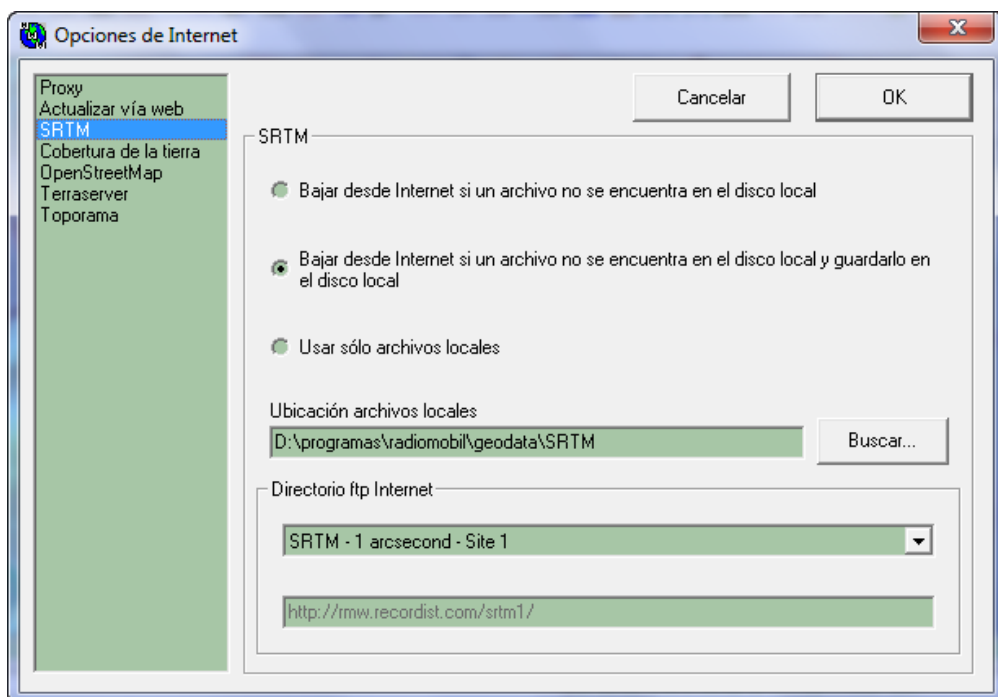 Opciones de Internet
Proxy
Actualizar vía web
SRTM
Cobertura de la tierra
OpenStreetMap
Terraserver
Toporama
Cancelar
OK
SRTM
Bajar desde Internet si un archivo no se encuentra en el disco local
Bajar desde Internet si un archivo no se encuentra en el disco local y guardarlo en
el disco local
Usar sólo archivos locales
Ubicación archivos locales
D:\programas\radiomobil\geodata\SRTM
Buscar...
Directorio ftp Internet
SRTM - 1 arcsecond - Site 1
http://rmw.recordist.com/srtm1/